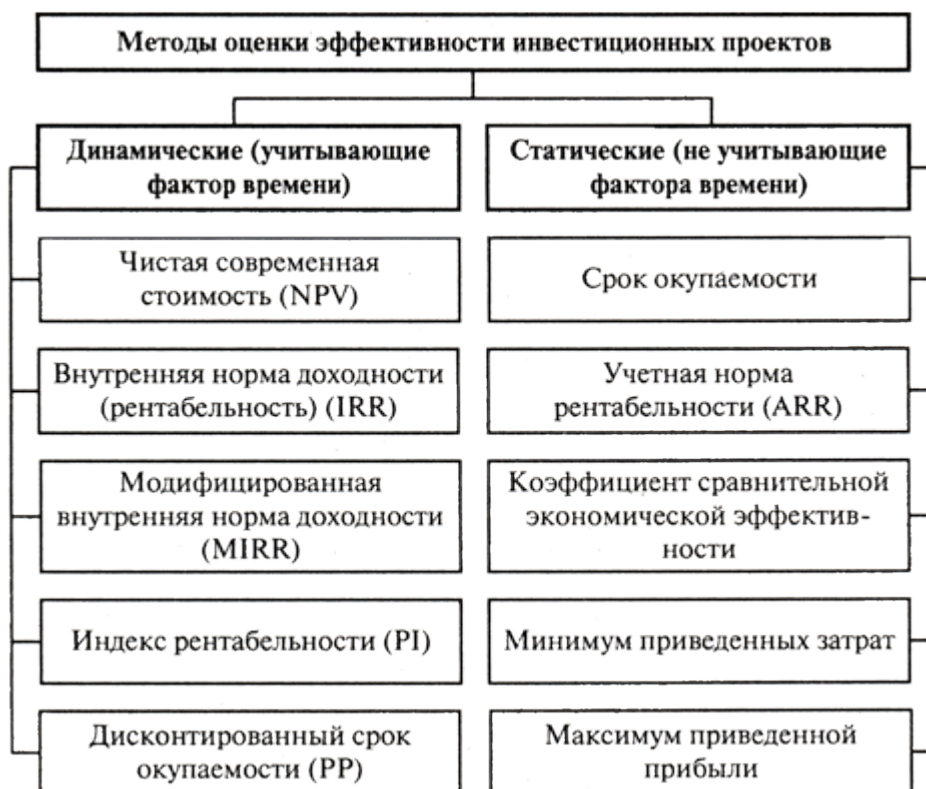 Методы оценки эффективности инвестиционных проектов
Динамические (учитывающие
фактор времени)
Статические (не учитывающие
фактора времени)
Чистая современная
стоимость (NPV)
Срок окупаемости
Внутренняя норма доходности
(рентабельность) (IRR)
Учетная норма
рентабельности (ARR)
Модифицированная
внутренняя норма доходности
(MIRR)
Коэффициент сравнительной
экономической эффектив-
ности
Индекс рентабельности (PI)
Минимум приведенных затрат
Дисконтированный срок
окупаемости (PP)
Максимум приведенной
прибыли